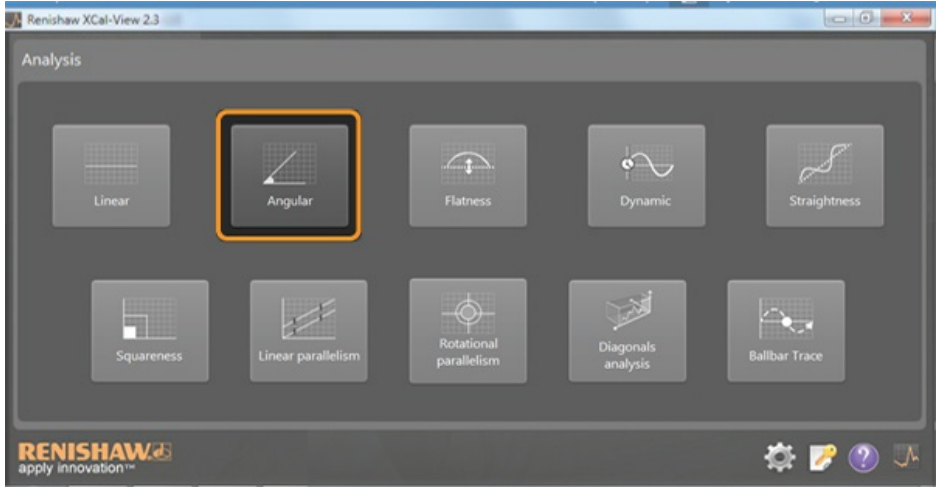 Renishaw XCal-View 2.3
Analysis
Linear
Angular
Flatness
Dynamic
Straightness
Squareness
Linear parallelism
Rotational
parallelism
Diagonals
analysis
Ballbar Trace
RENISHAW
apply innovation™